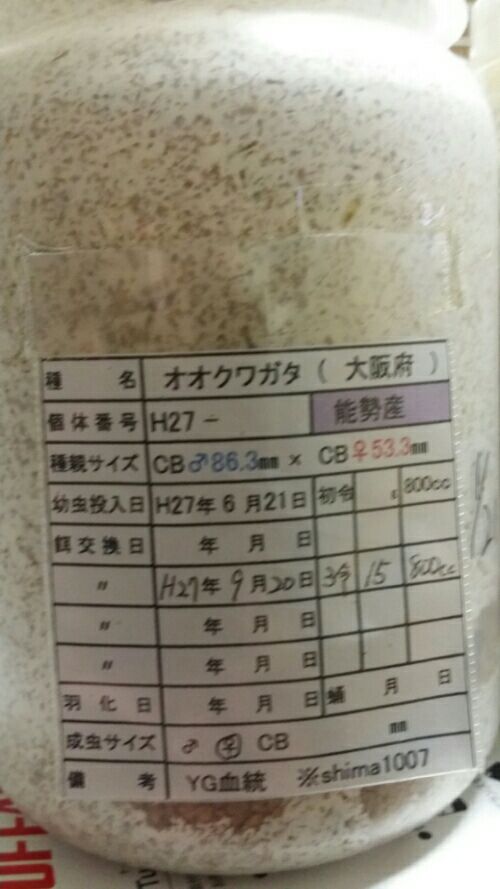 種 名 オオクワガタ ( 大阪府 )
個体番号 H27 - 能勢産
種親サイズ CB♂86.3㎜ × CB♀53.3㎜
幼虫投入日 H27年 6 月21日 初令 g 800cc
餌交換日 年 月 日
〃 H27年 9月20日 3令 15 800cc
〃 年 月 日
〃 年 月 日
羽 化 日 年 月 日 蛹 月 日
成虫サイズ ♂ ♀ CB ㎜
備 考 YG血統 ※shima1007